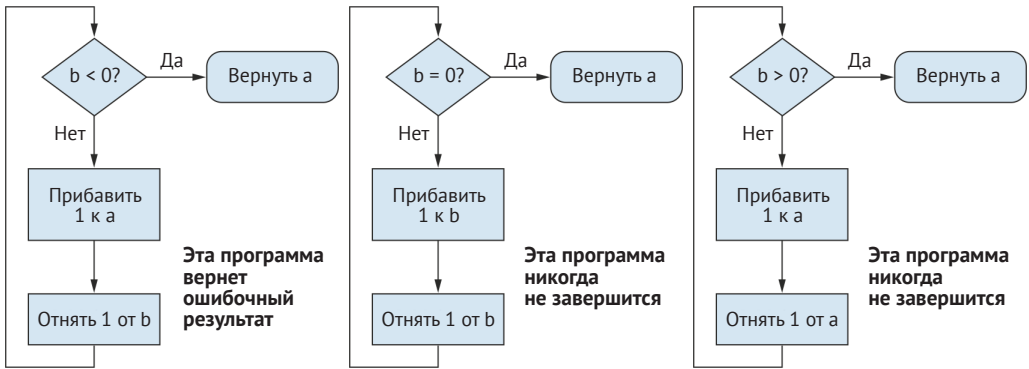 b < 0?
Да
Вернуть a
Нет
Прибавить
1 к a
Отнять 1 от b
Эта программа
вернет
ошибочный
результат
b = 0?
Да
Вернуть a
Нет
Прибавить
1 к b
Отнять 1 от b
Эта программа
никогда
не завершится
b > 0?
Да
Вернуть a
Нет
Прибавить
1 к a
Отнять 1 от a
Эта программа
никогда
не завершится